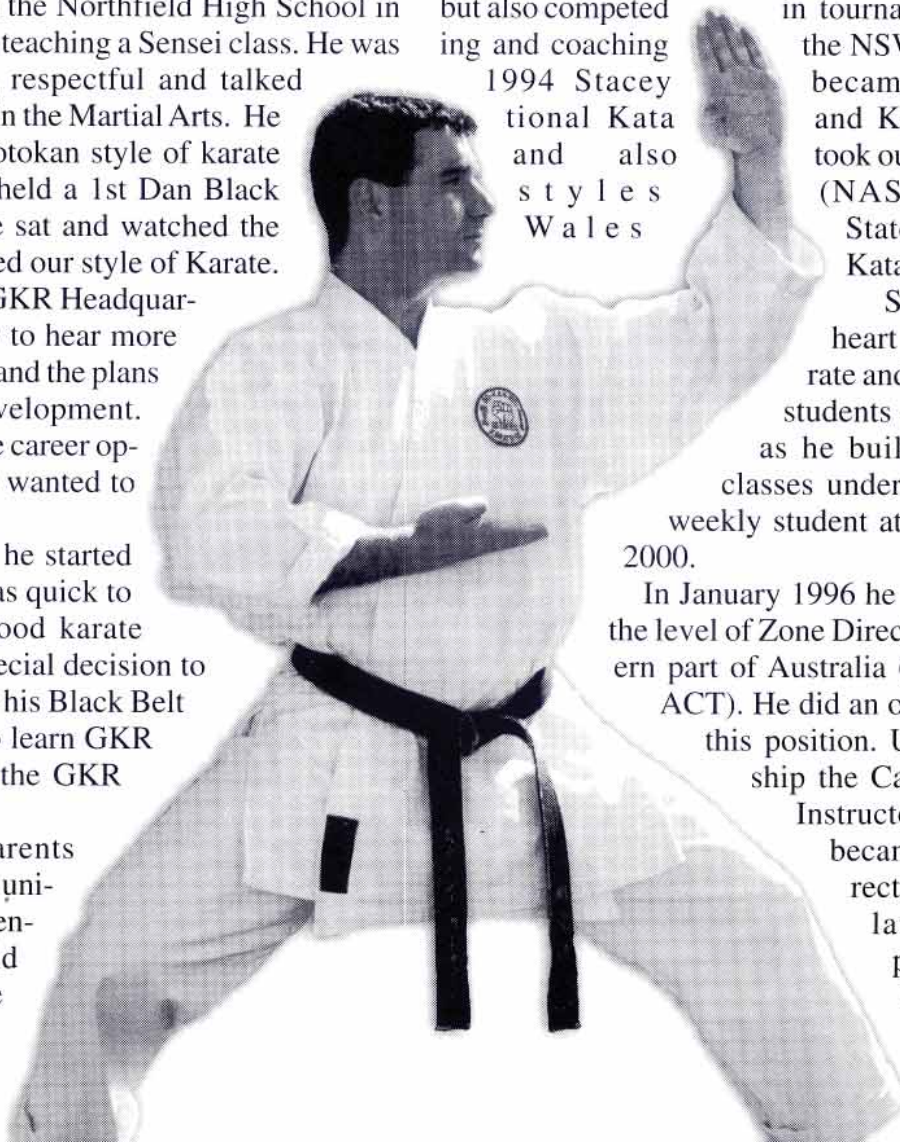 the Northfield High School in
teaching a Sensei class. He was
respectful and talked
n the Martial Arts. He
otokan style of karate
held a 1st Dan Black
e sat and watched the
ed our style of Karate.
GKR Headquar-
to hear more
and the plans
velopment.
e career op-
wanted to
he started
as quick to
ood karate
ecial decision to
his Black Belt
learn GKR
the GKR
arents
uni-
en-
d
e
but also competed
ing and coaching
1994 Stacey
tional Kata
and also
styles
Wales
in tourna
the NSW
becam
and K
took ou
(NAS
State
Kata
S
heart
rate and
students
as he buil
classes under
weekly student at
2000.
In January 1996 he
the level of Zone Direc
ern part of Australia (
ACT). He did an o
this position. U
ship the Ca
Instructo
becam
rect
la
p